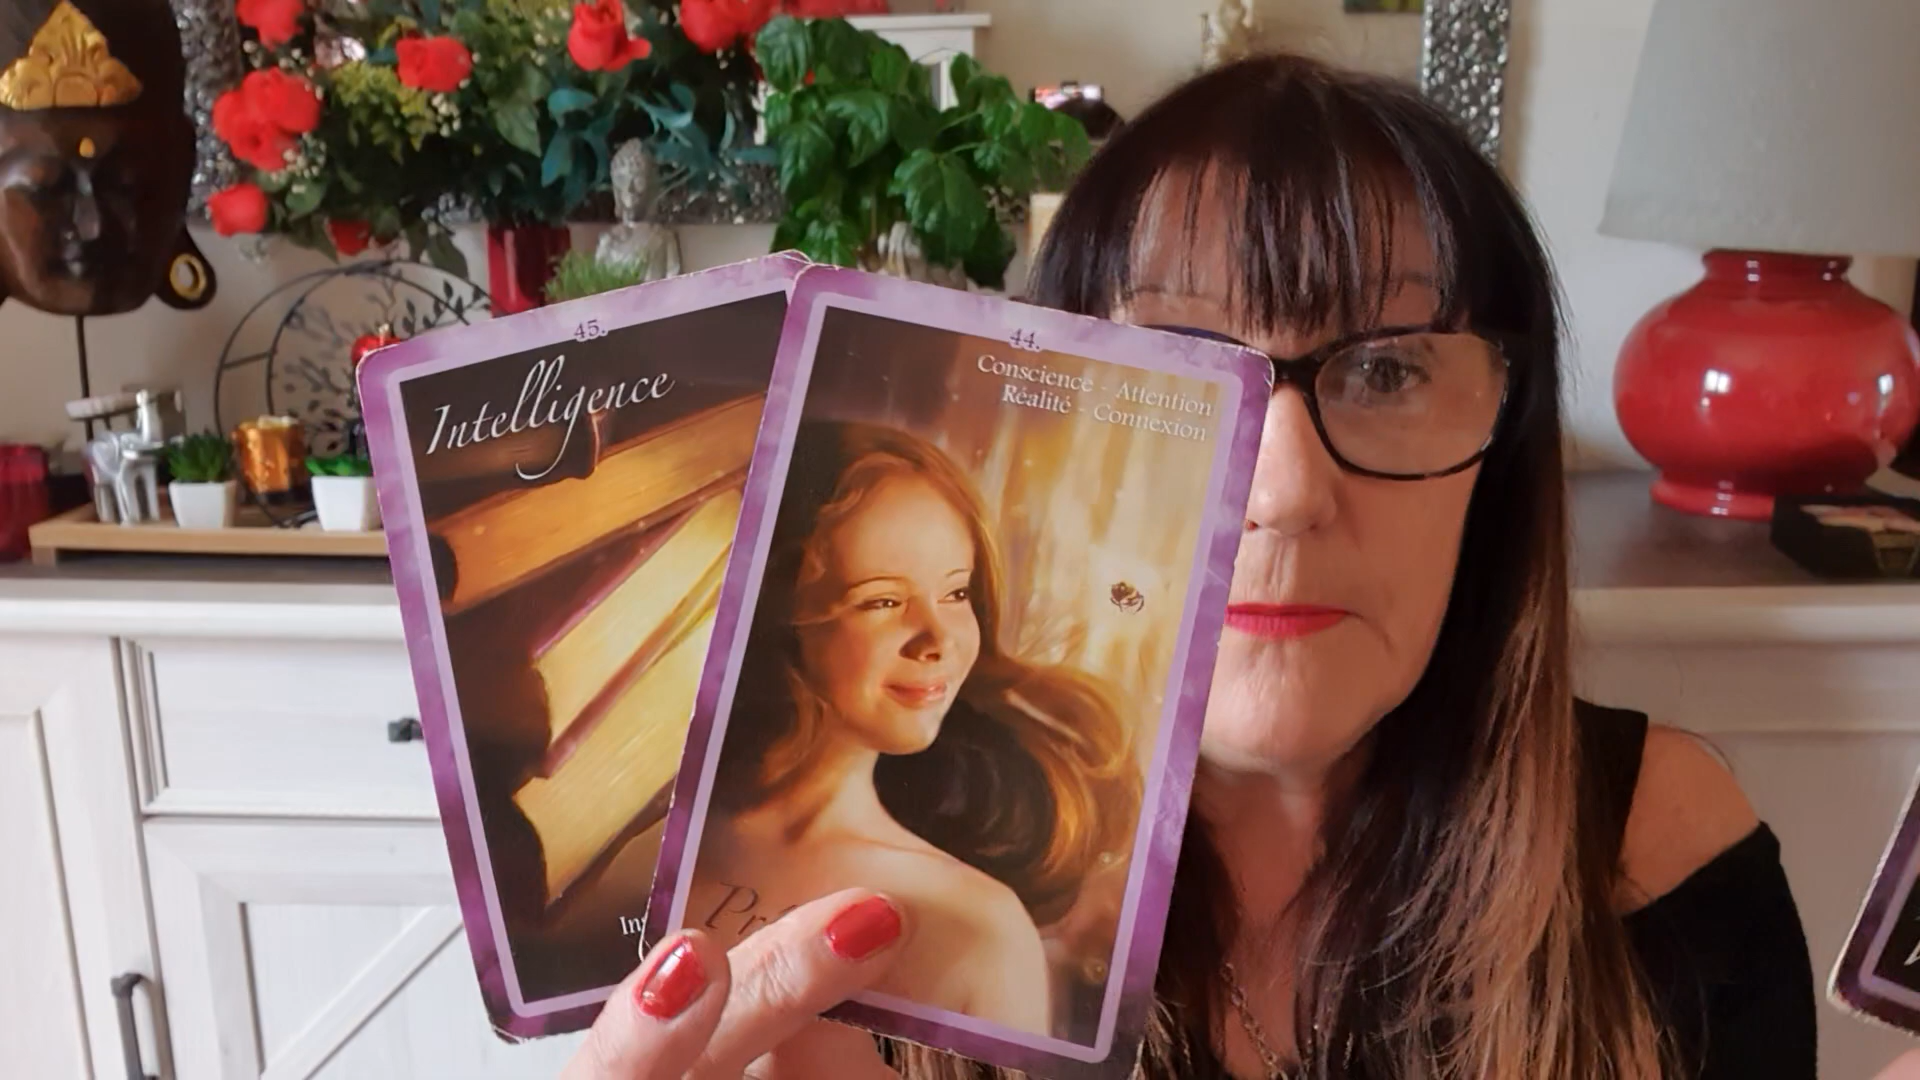 45.
Intelligence
44.
Conscience - Attention
Réalité - Connexion